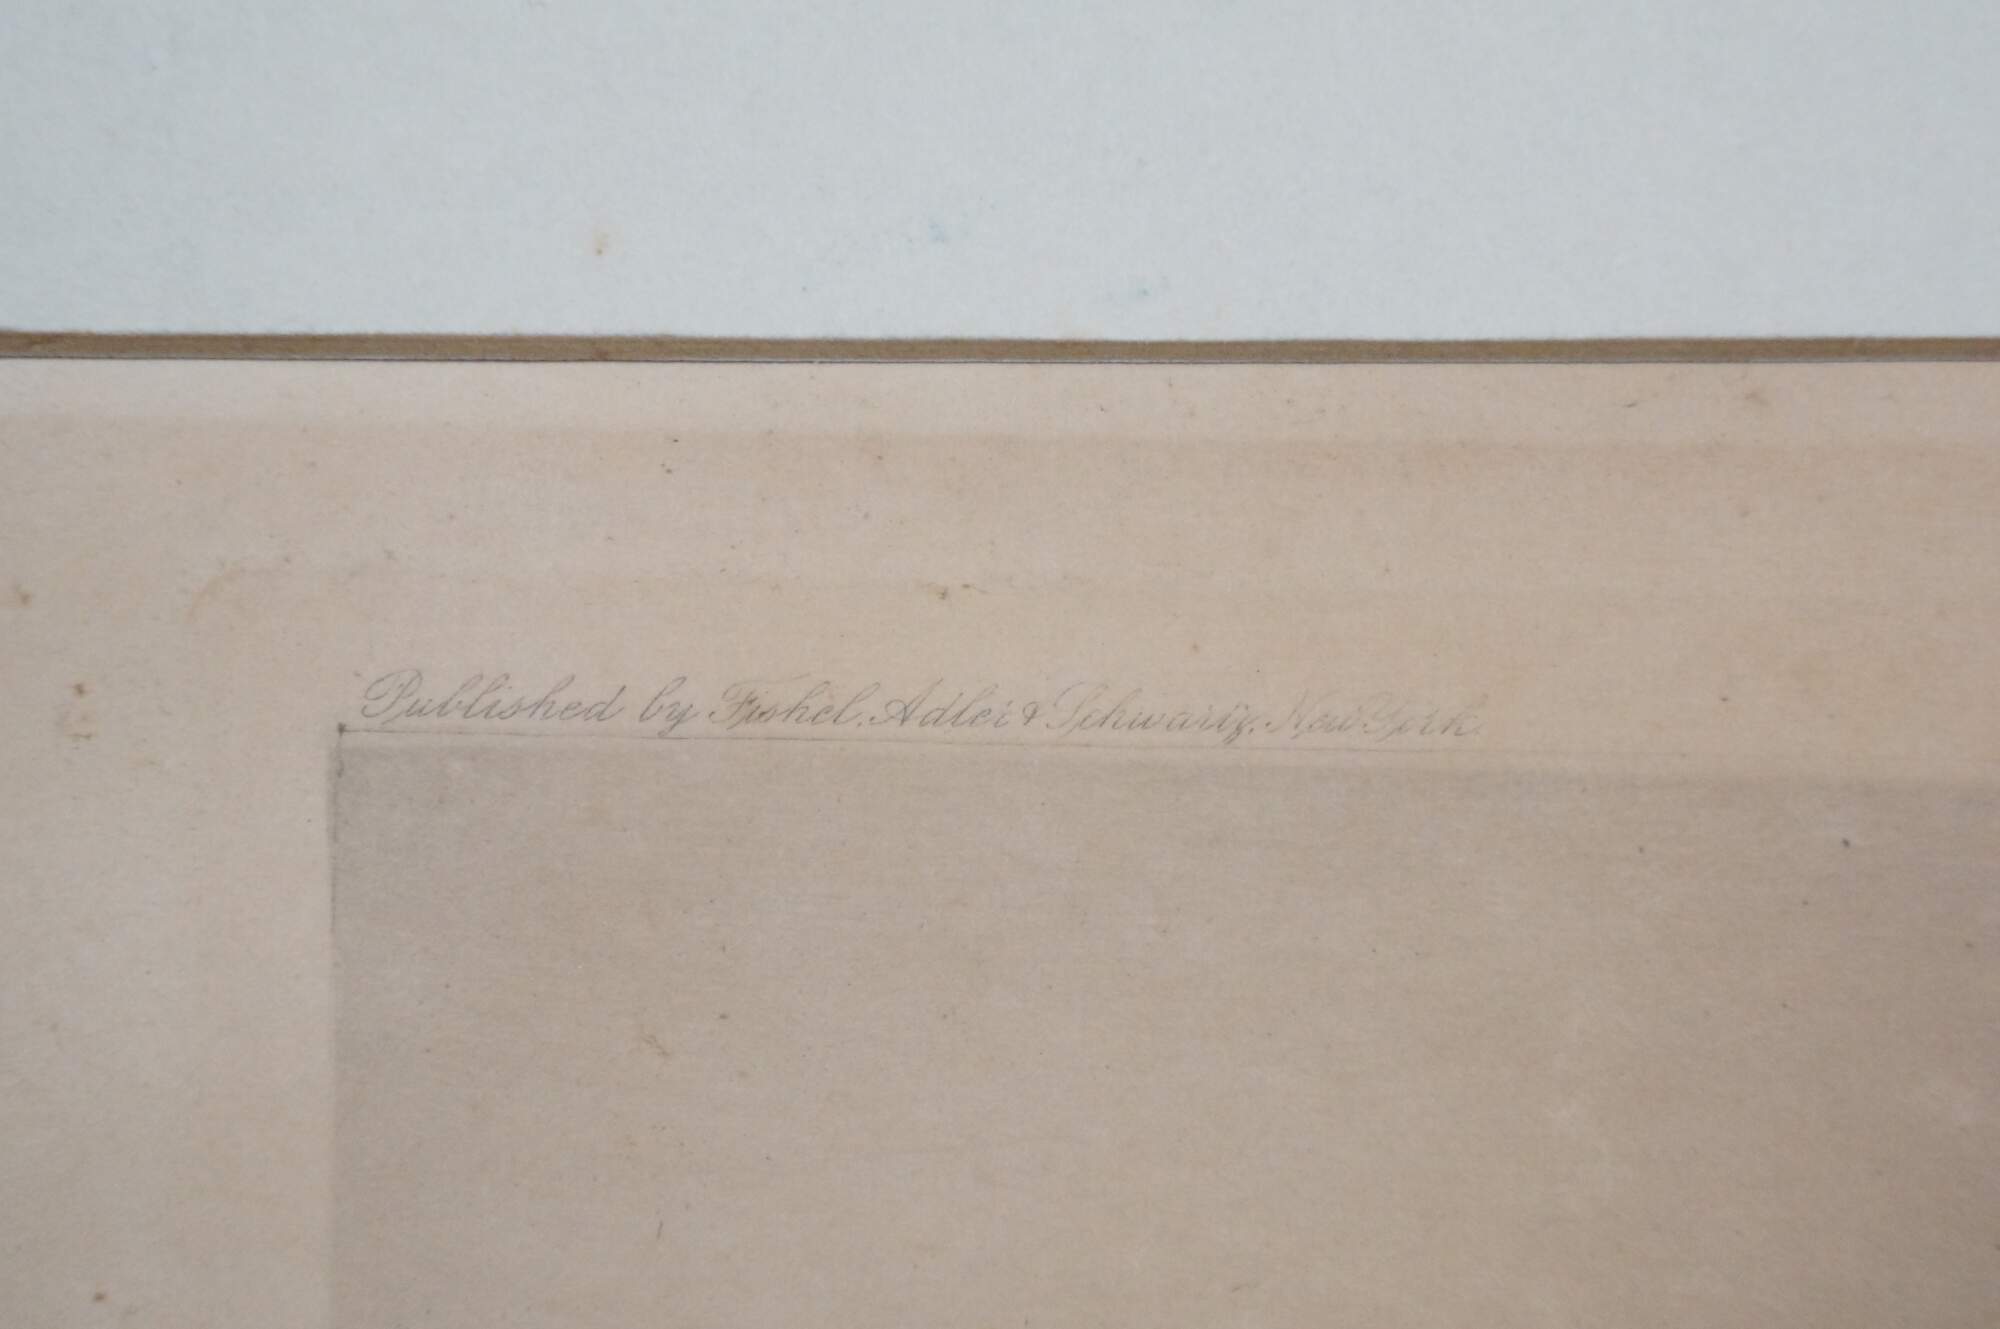 Published by Fishel, Adler & Schwartz, New York.